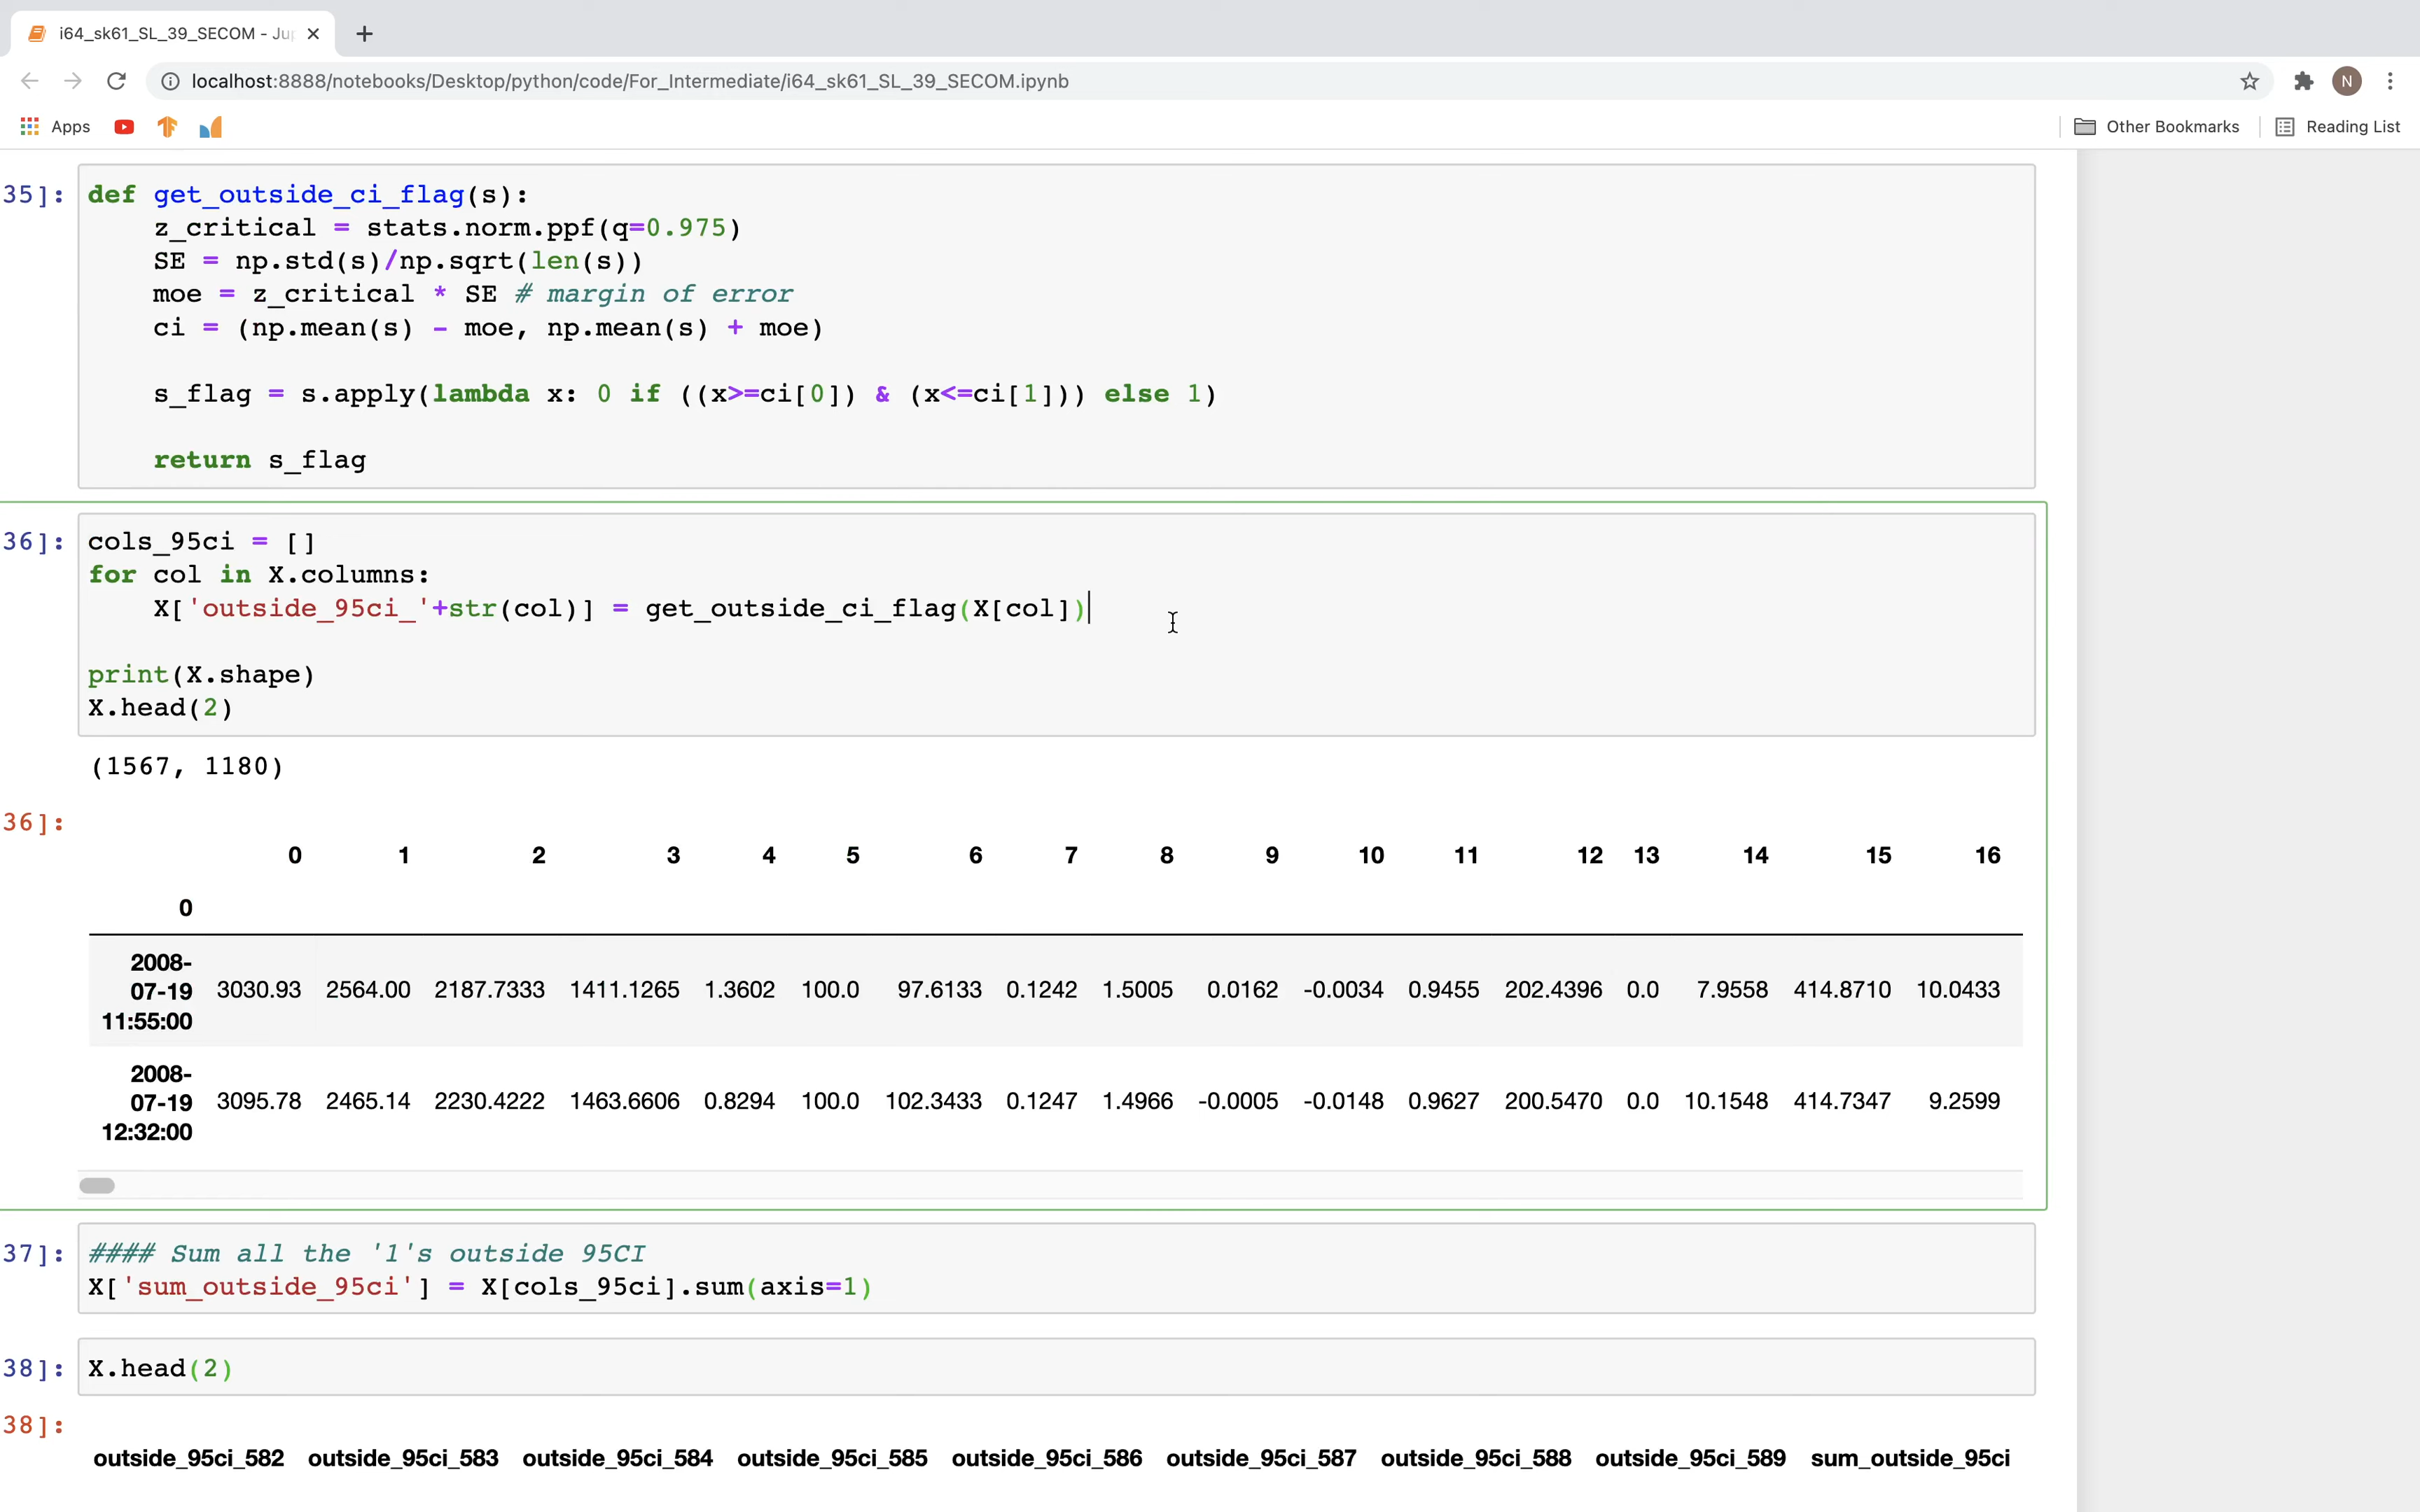 i64_sk61_SL_39_SECOM - Ju
localhost:8888/notebooks/Desktop/python/code/For_Intermediate/i64_sk61_SL_39_SECOM.ipynb
N
Apps
Other Bookmarks
Reading List
35]:
def get_outside_ci_flag(s):
    z_critical = stats.norm.ppf(q=0.975)
    SE = np.std(s)/np.sqrt(len(s))
    moe = z_critical * SE # margin of error
    ci = (np.mean(s) - moe, np.mean(s) + moe)
    s_flag = s.apply(lambda x: 0 if ((x>=ci[0]) & (x<=ci[1])) else 1)
    return s_flag
36]:
cols_95ci = []
for col in X.columns:
    X['outside_95ci_'+str(col)] = get_outside_ci_flag(X[col])
print(X.shape)
X.head(2)
(1567, 1180)
36]:
0 1 2 3 4 5 6 7 8 9 10 11 12 13 14 15 16
0
2008-
07-19 3030.93 2564.00 2187.7333 1411.1265 1.3602 100.0 97.6133 0.1242 1.5005 0.0162 -0.0034 0.9455 202.4396 0.0 7.9558 414.8710 10.0433
11:55:00
2008-
07-19 3095.78 2465.14 2230.4222 1463.6606 0.8294 100.0 102.3433 0.1247 1.4966 -0.0005 -0.0148 0.9627 200.5470 0.0 10.1548 414.7347 9.2599
12:32:00
37]:
#### Sum all the '1's outside 95CI
X['sum_outside_95ci'] = X[cols_95ci].sum(axis=1)
38]:
X.head(2)
38]:
outside_95ci_582 outside_95ci_583 outside_95ci_584 outside_95ci_585 outside_95ci_586 outside_95ci_587 outside_95ci_588 outside_95ci_589 sum_outside_95ci